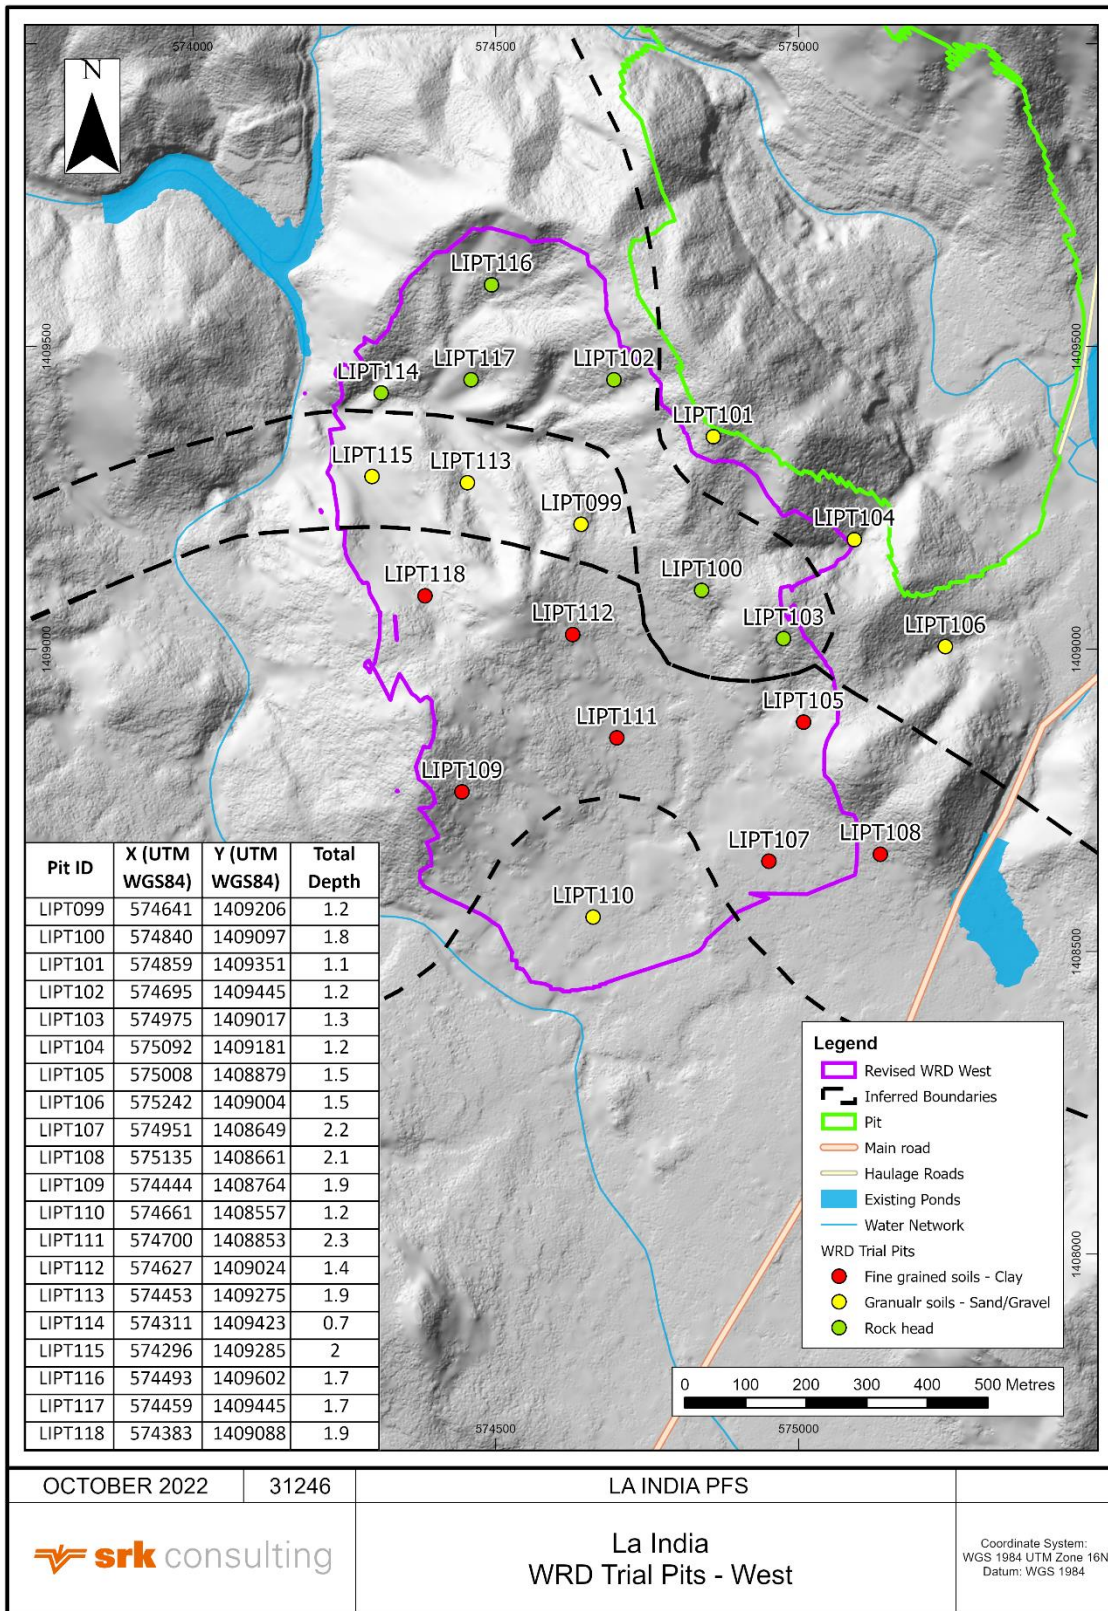 574000
574500
575000
N
LIPT116
1409500
1409500
LIPT117
LIPT102
LIPT114
LIPT101
LIPT115
LIPT113
LIPT099
LIPT104
LIPT118
LIPT100
LIPT112
LIPT103
LIPT106
1409000
1409000
LIPT105
LIPT111
LIPT109
LIPT108
LIPT107
LIPT110
1408500
1408000
Pit ID X (UTM WGS84) Y (UTM WGS84) Total Depth
LIPT099 574641 1409206 1.2
LIPT100 574840 1409097 1.8
LIPT101 574859 1409351 1.1
LIPT102 574695 1409445 1.2
LIPT103 574975 1409017 1.3
LIPT104 575092 1409181 1.2
LIPT105 575008 1408879 1.5
LIPT106 575242 1409004 1.5
LIPT107 574951 1408649 2.2
LIPT108 575135 1408661 2.1
LIPT109 574444 1408764 1.9
LIPT110 574661 1408557 1.2
LIPT111 574700 1408853 2.3
LIPT112 574627 1409024 1.4
LIPT113 574453 1409275 1.9
LIPT114 574311 1409423 0.7
LIPT115 574296 1409285 2
LIPT116 574493 1409602 1.7
LIPT117 574459 1409445 1.7
LIPT118 574383 1409088 1.9
Legend
Revised WRD West
Inferred Boundaries
Pit
Main road
Haulage Roads
Existing Ponds
Water Network
WRD Trial Pits
Fine grained soils - Clay
Granualr soils - Sand/Gravel
Rock head
0 100 200 300 400 500 Metres
574500
575000
OCTOBER 2022
31246
LA INDIA PFS
srk consulting
La India
WRD Trial Pits - West
Coordinate System:
WGS 1984 UTM Zone 16N
Datum: WGS 1984